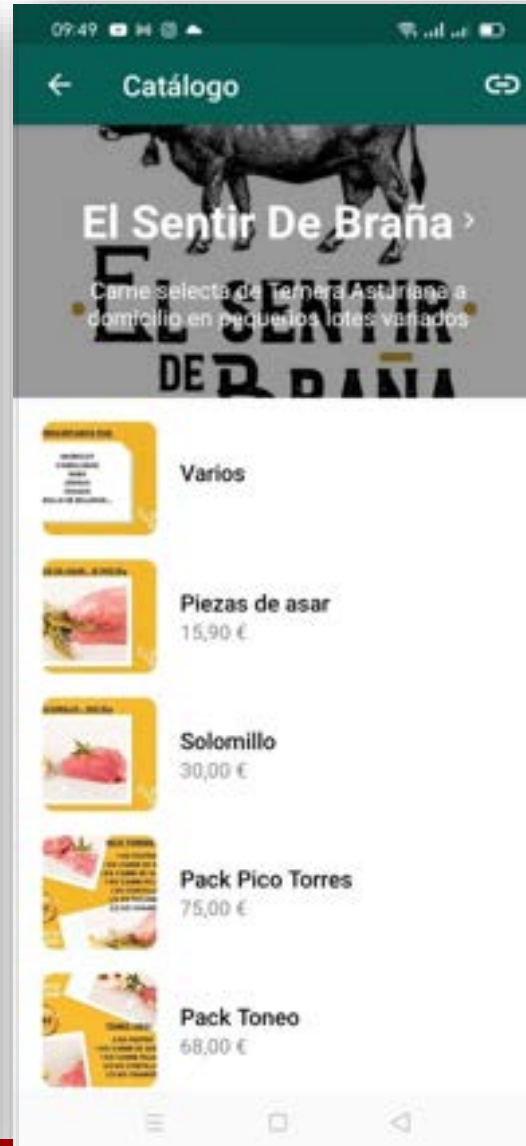 09:49
Catálogo
El Sentir De Braña
Carne selecta de Ternera Asturiana a
domicilio en pequeños lotes variados
EL SENTIR
DE BRAÑA
Varios
Piezas de asar
15,90 €
Solomillo
30,00 €
Pack Pico Torres
75,00 €
Pack Toneo
68,00 €